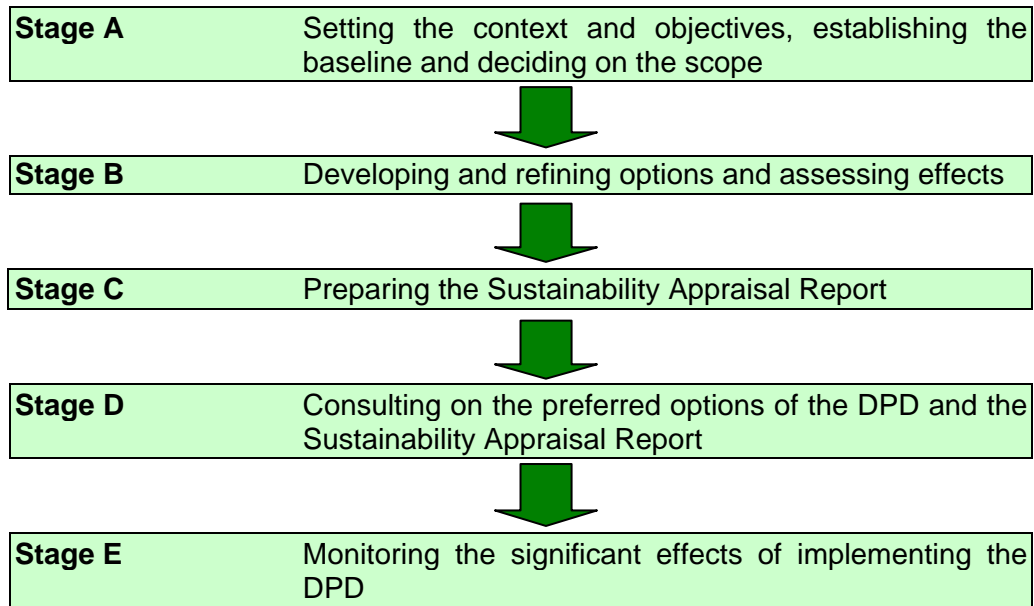 Stage A Setting the context and objectives, establishing the
baseline and deciding on the scope
Stage B Developing and refining options and assessing effects
Stage C Preparing the Sustainability Appraisal Report
Stage D Consulting on the preferred options of the DPD and the
Sustainability Appraisal Report
Stage E Monitoring the significant effects of implementing the
DPD